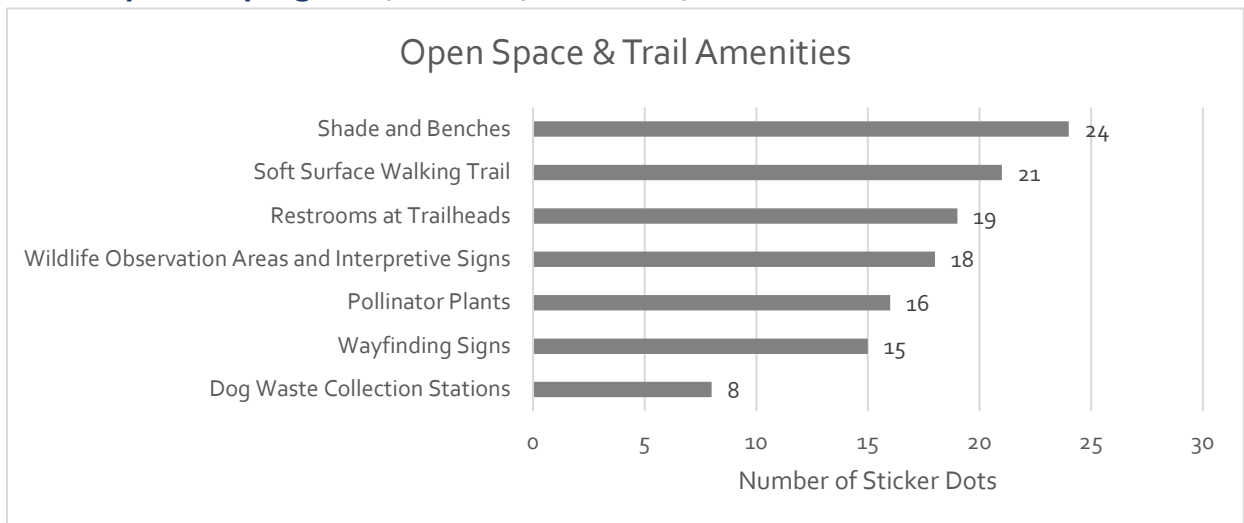 Open Space & Trail Amenities
Shade and Benches 24
Soft Surface Walking Trail 21
Restrooms at Trailheads 19
Wildlife Observation Areas and Interpretive Signs 18
Pollinator Plants 16
Wayfinding Signs 15
Dog Waste Collection Stations 8
0 5 10 15 20 25 30
Number of Sticker Dots